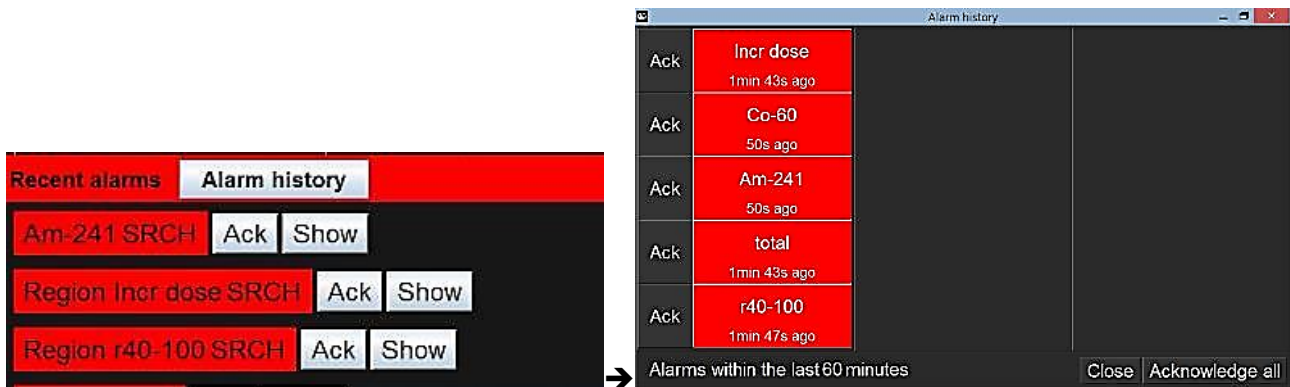 Recent alarms Alarm history
Am-241 SRCH Ack Show
Region Incr dose SRCH Ack Show
Region r40-100 SRCH Ack Show
➔
Alarm history
Ack Incr dose
1min 43s ago
Ack Co-60
50s ago
Ack Am-241
50s ago
Ack total
1min 43s ago
Ack r40-100
1min 47s ago
Alarms within the last 60 minutes Close Acknowledge all